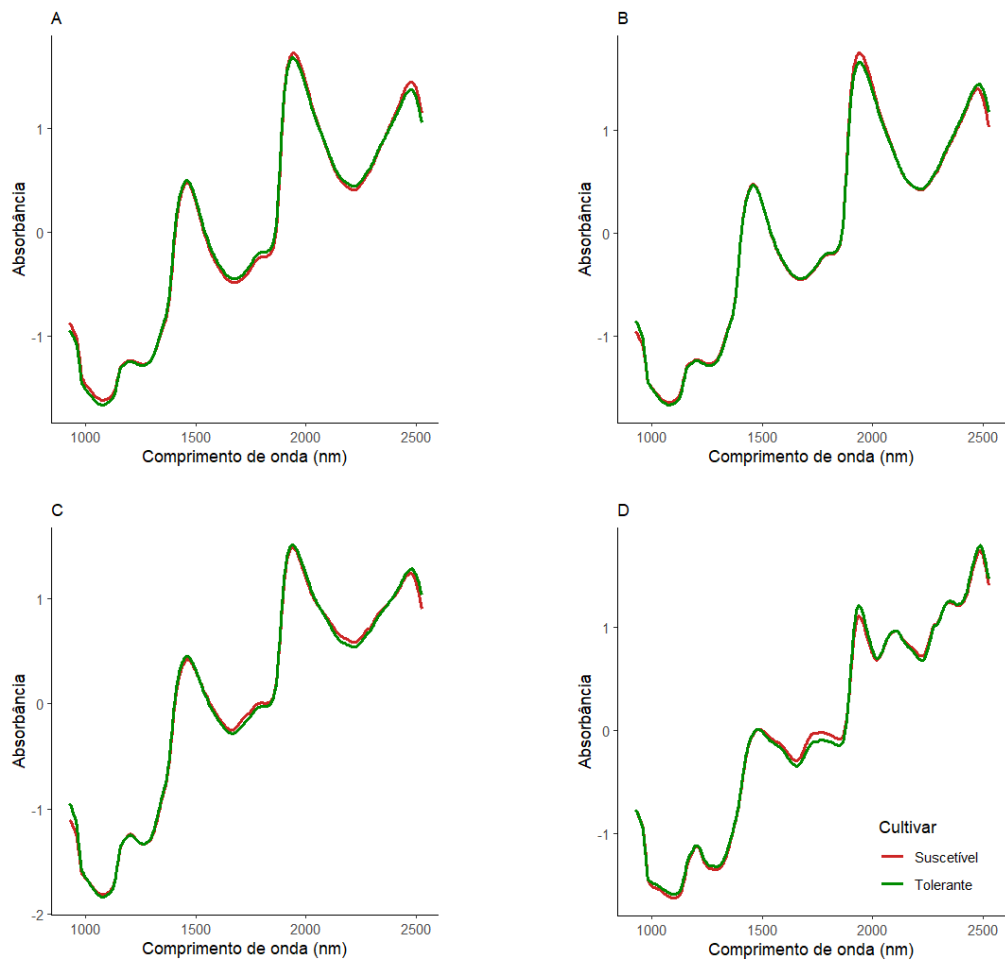 A
Absorbância
1
0
-1
1000 1500 2000 2500
Comprimento de onda (nm)
B
Absorbância
1
0
-1
1000 1500 2000 2500
Comprimento de onda (nm)
C
Absorbância
1
0
-1
-2
1000 1500 2000 2500
Comprimento de onda (nm)
D
Absorbância
1
0
-1
1000 1500 2000 2500
Comprimento de onda (nm)
Cultivar
Suscetível
Tolerante